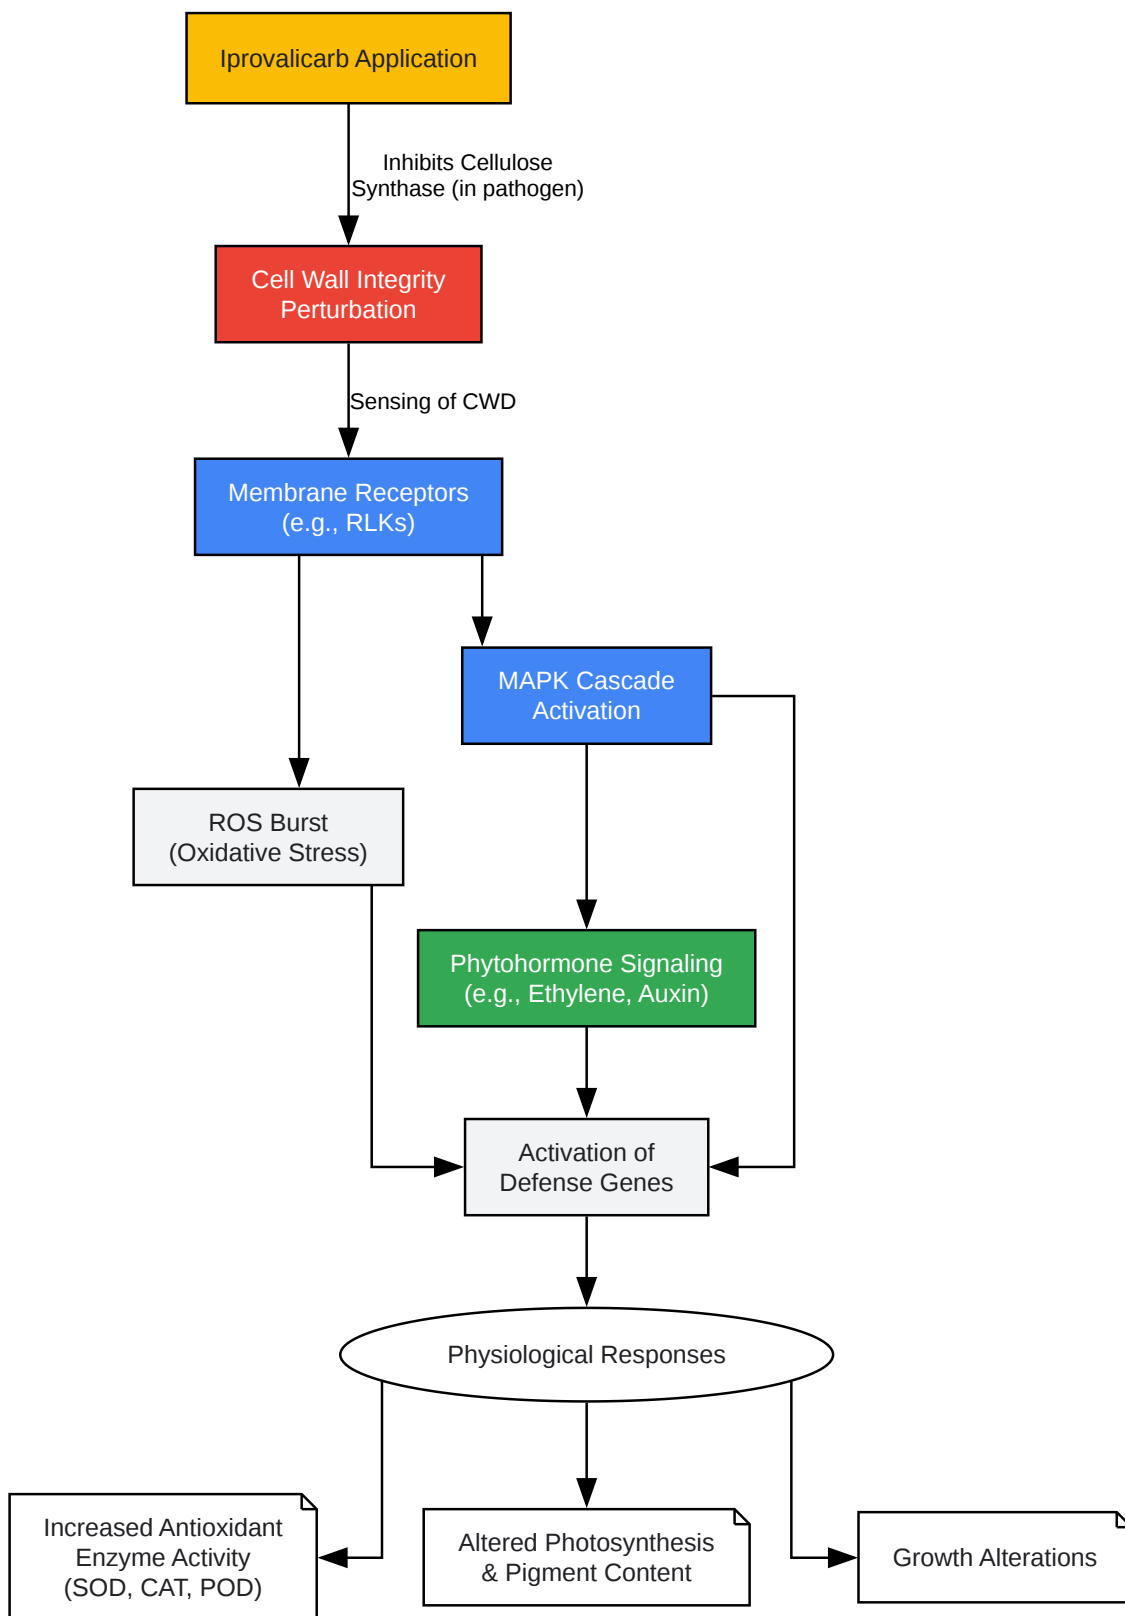 Iprovalicarb Application
Inhibits Cellulose
Synthase (in pathogen)
Cell Wall Integrity
Perturbation
Sensing of CWD
Membrane Receptors
(e.g., RLKs)
MAPK Cascade
Activation
ROS Burst
(Oxidative Stress)
Phytohormone Signaling
(e.g., Ethylene, Auxin)
Activation of
Defense Genes
Physiological Responses
Increased Antioxidant
Enzyme Activity
(SOD, CAT, POD)
Altered Photosynthesis
& Pigment Content
Growth Alterations